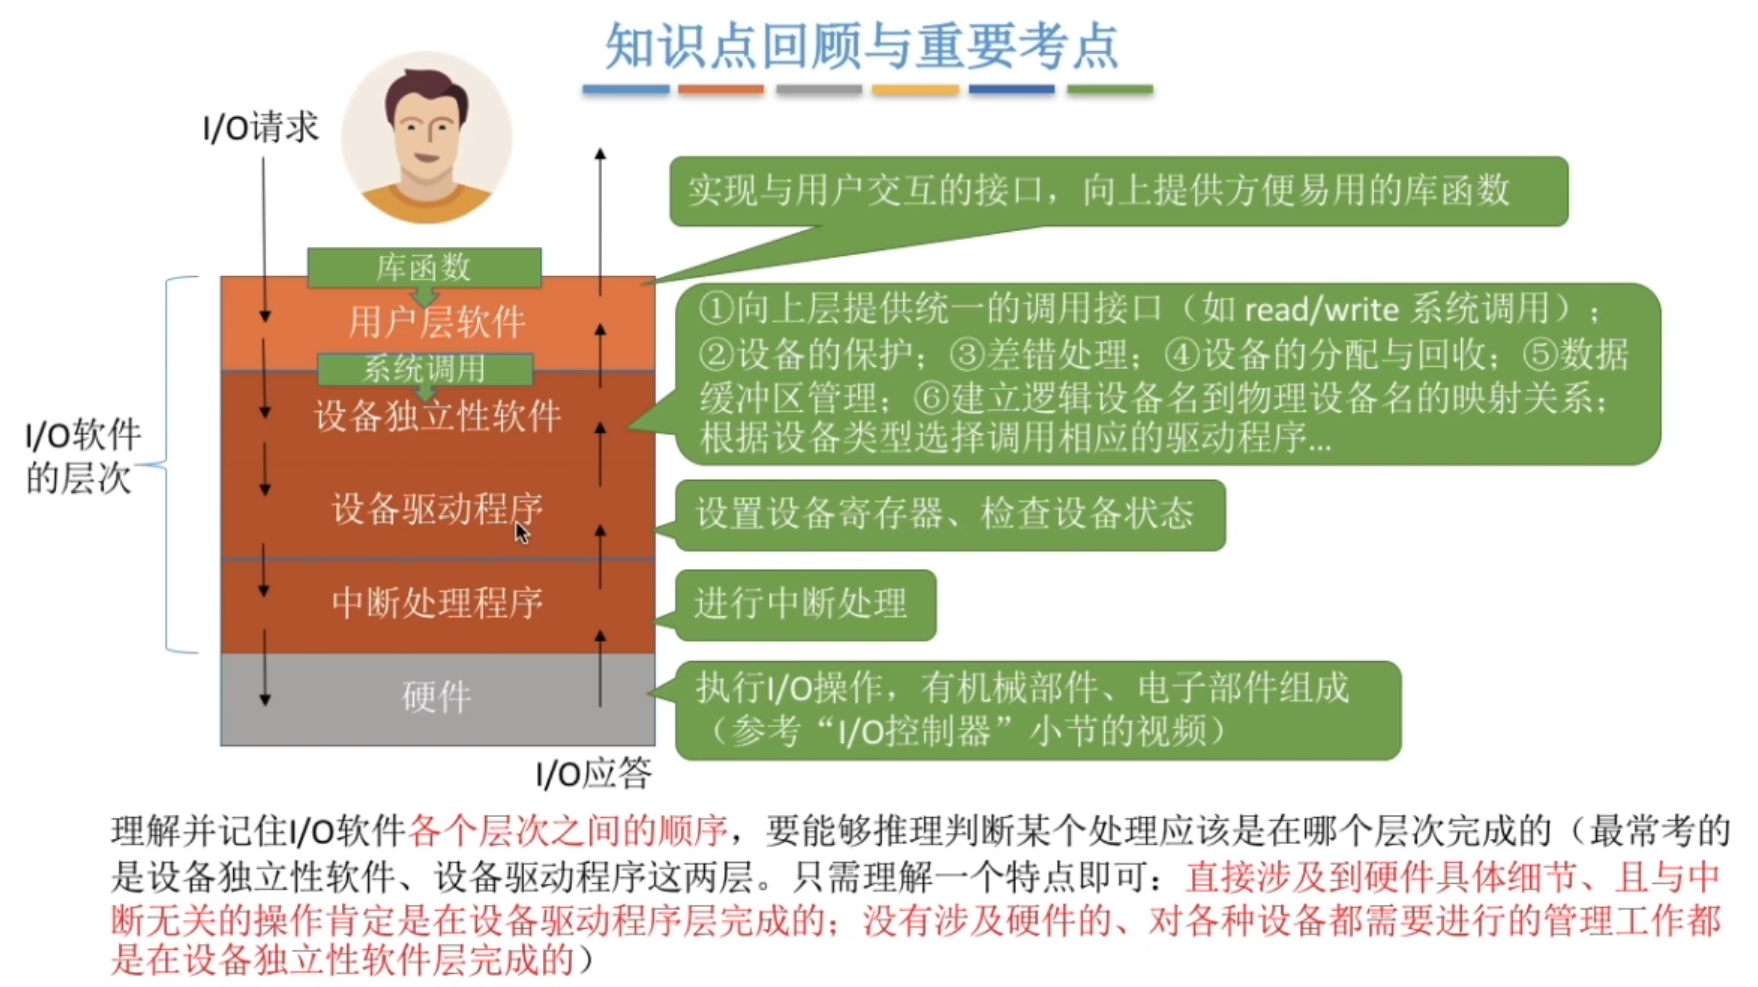 知识点回顾与重要考点
I/O请求
实现与用户交互的接口，向上提供方便易用的库函数
库函数
用户层软件
系统调用
①向上层提供统一的调用接口（如 read/write 系统调用）；
②设备的保护；③差错处理；④设备的分配与回收；⑤数据
缓冲区管理；⑥建立逻辑设备名到物理设备名的映射关系；
根据设备类型选择调用相应的驱动程序...
设备独立性软件
I/O软件
的层次
设备驱动程序
设置设备寄存器、检查设备状态
中断处理程序
进行中断处理
硬件
执行I/O操作，有机械部件、电子部件组成
（参考“I/O控制器”小节的视频）
I/O应答
理解并记住I/O软件各个层次之间的顺序，要能够推理判断某个处理应该是在哪个层次完成的（最常考的
是设备独立性软件、设备驱动程序这两层。只需理解一个特点即可：直接涉及到硬件具体细节、且与中
断无关的操作肯定是在设备驱动程序层完成的；没有涉及硬件的、对各种设备都需要进行的管理工作都
是在设备独立性软件层完成的）